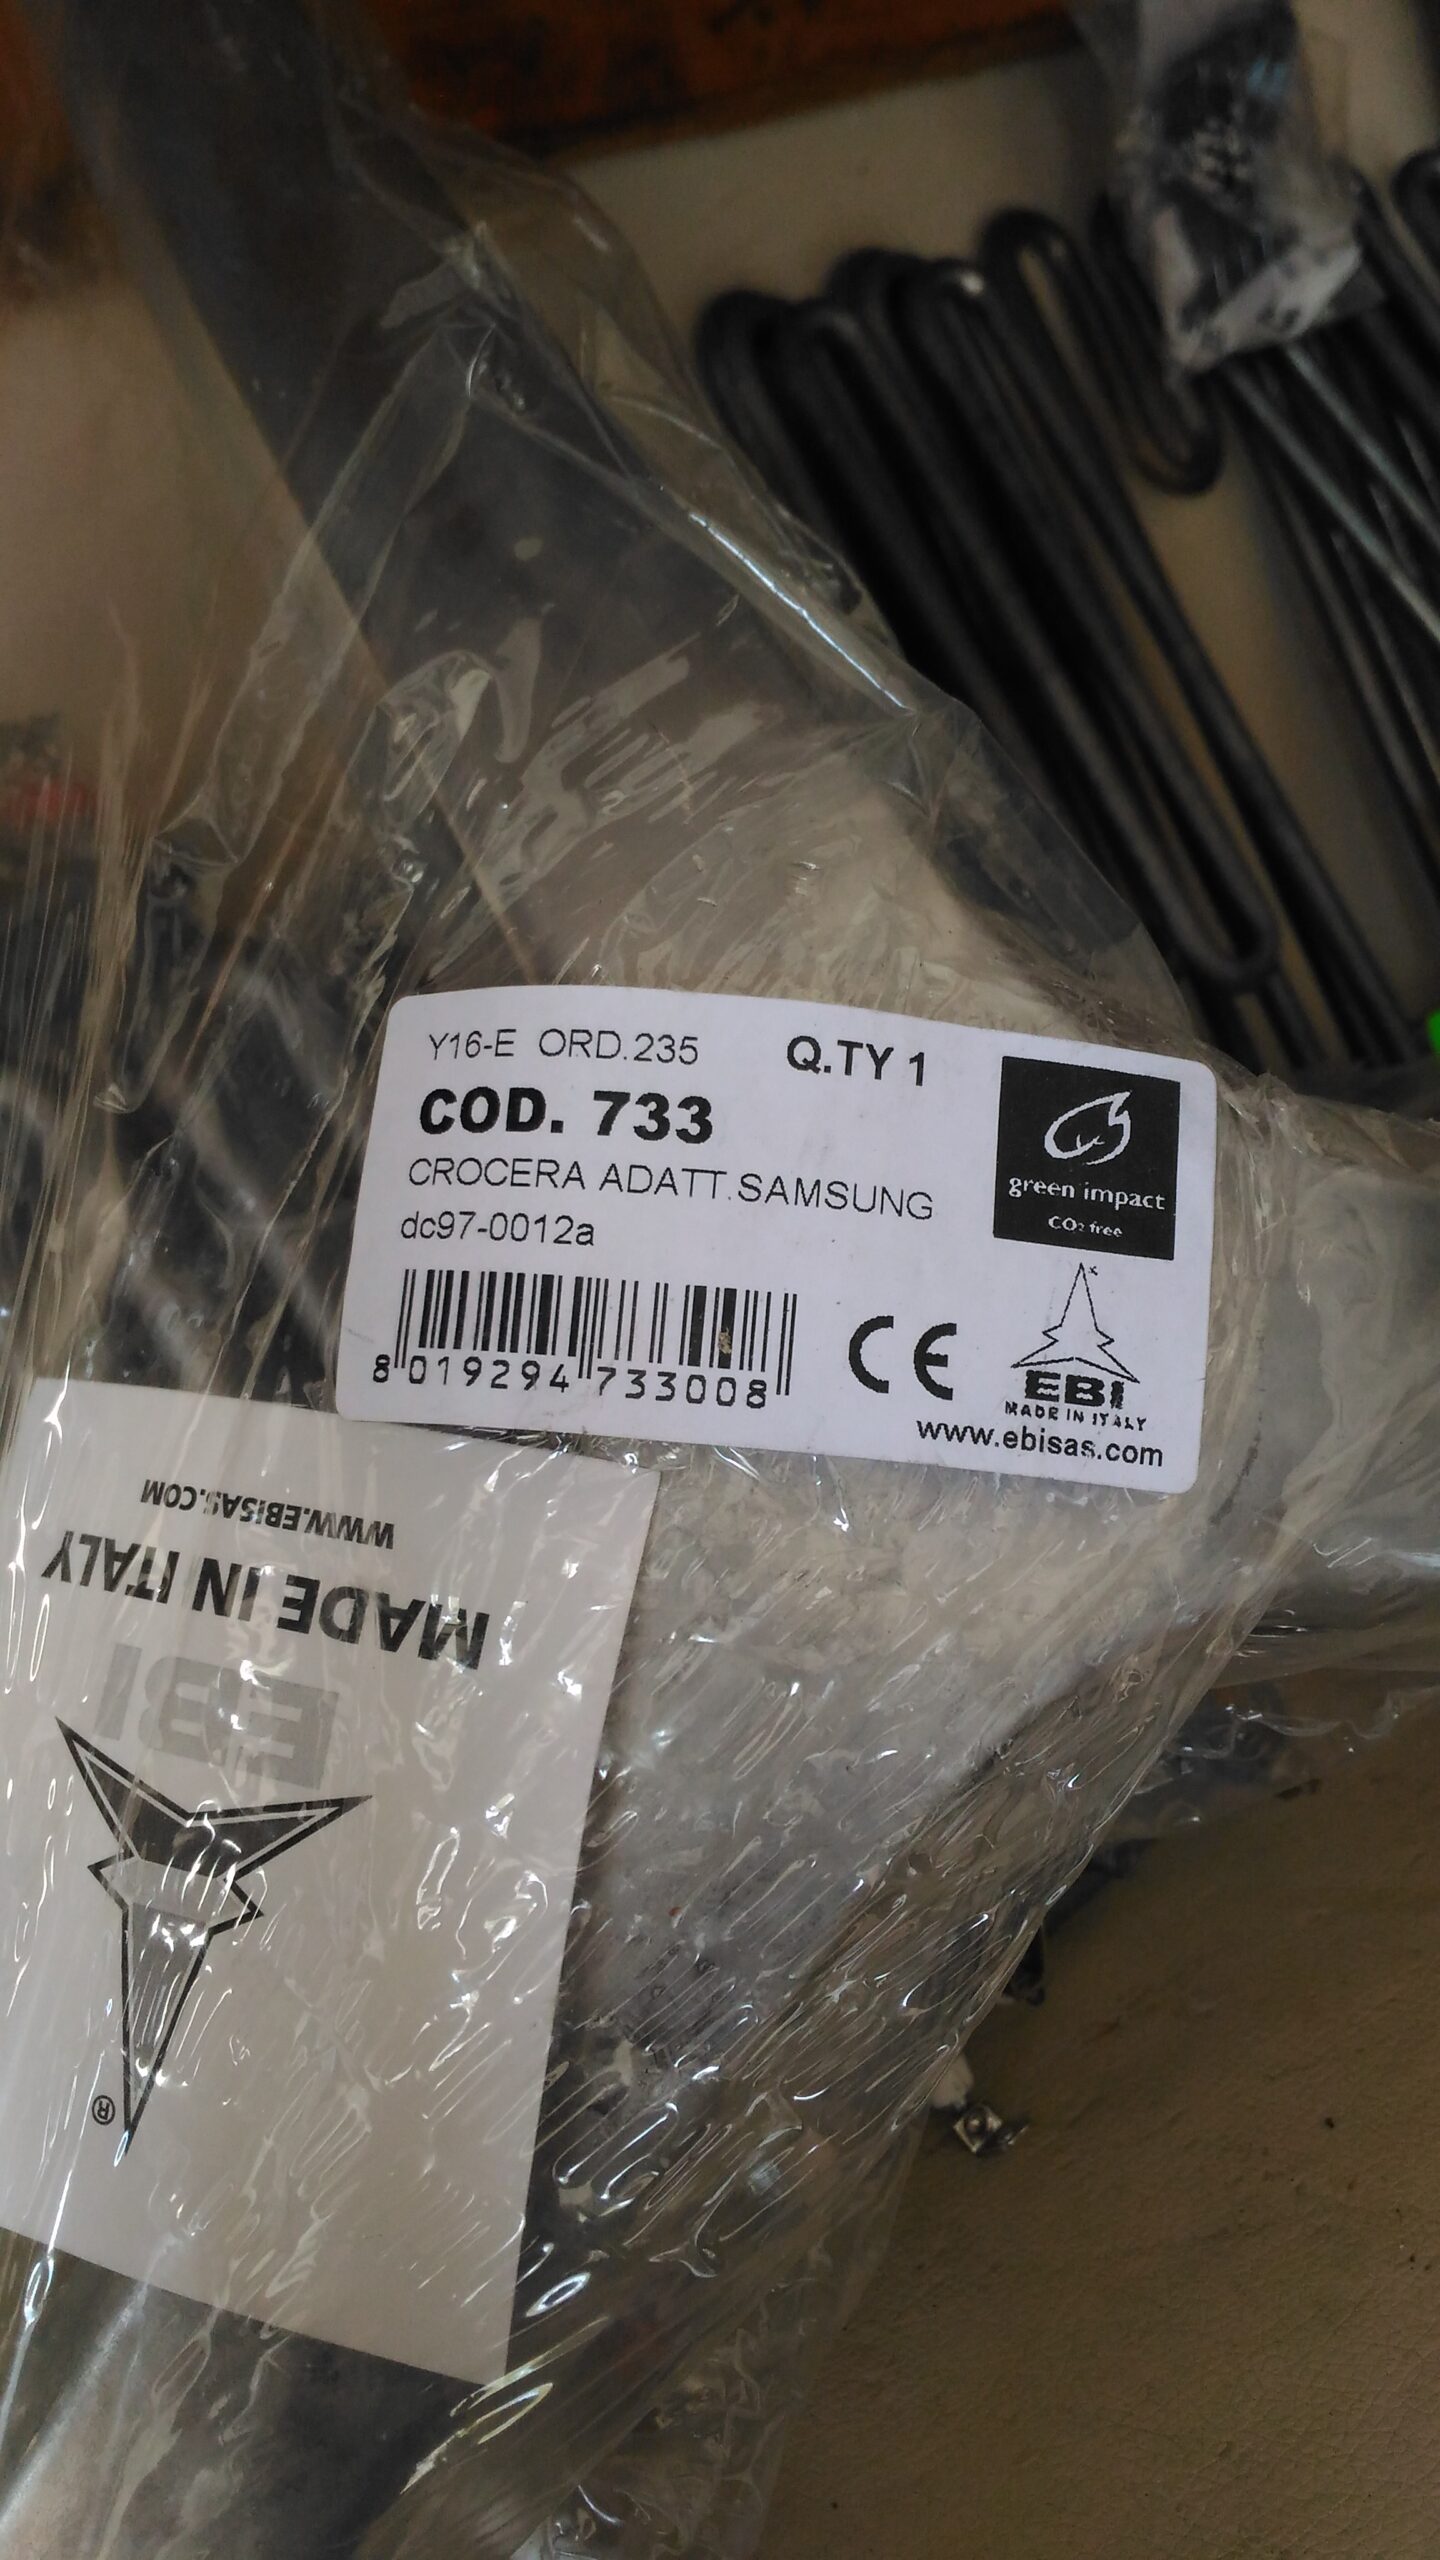 Y16-E ORD.235 Q.TY 1
COD. 733
CROCERA ADATT.SAMSUNG
dc97-0012a
8 019294 733008
green impact
CO2 free
CE
EBI
MADE IN ITALY
www.ebisas.com
WWW.EBISAS.COM
MADE IN ITALY
EBI
®